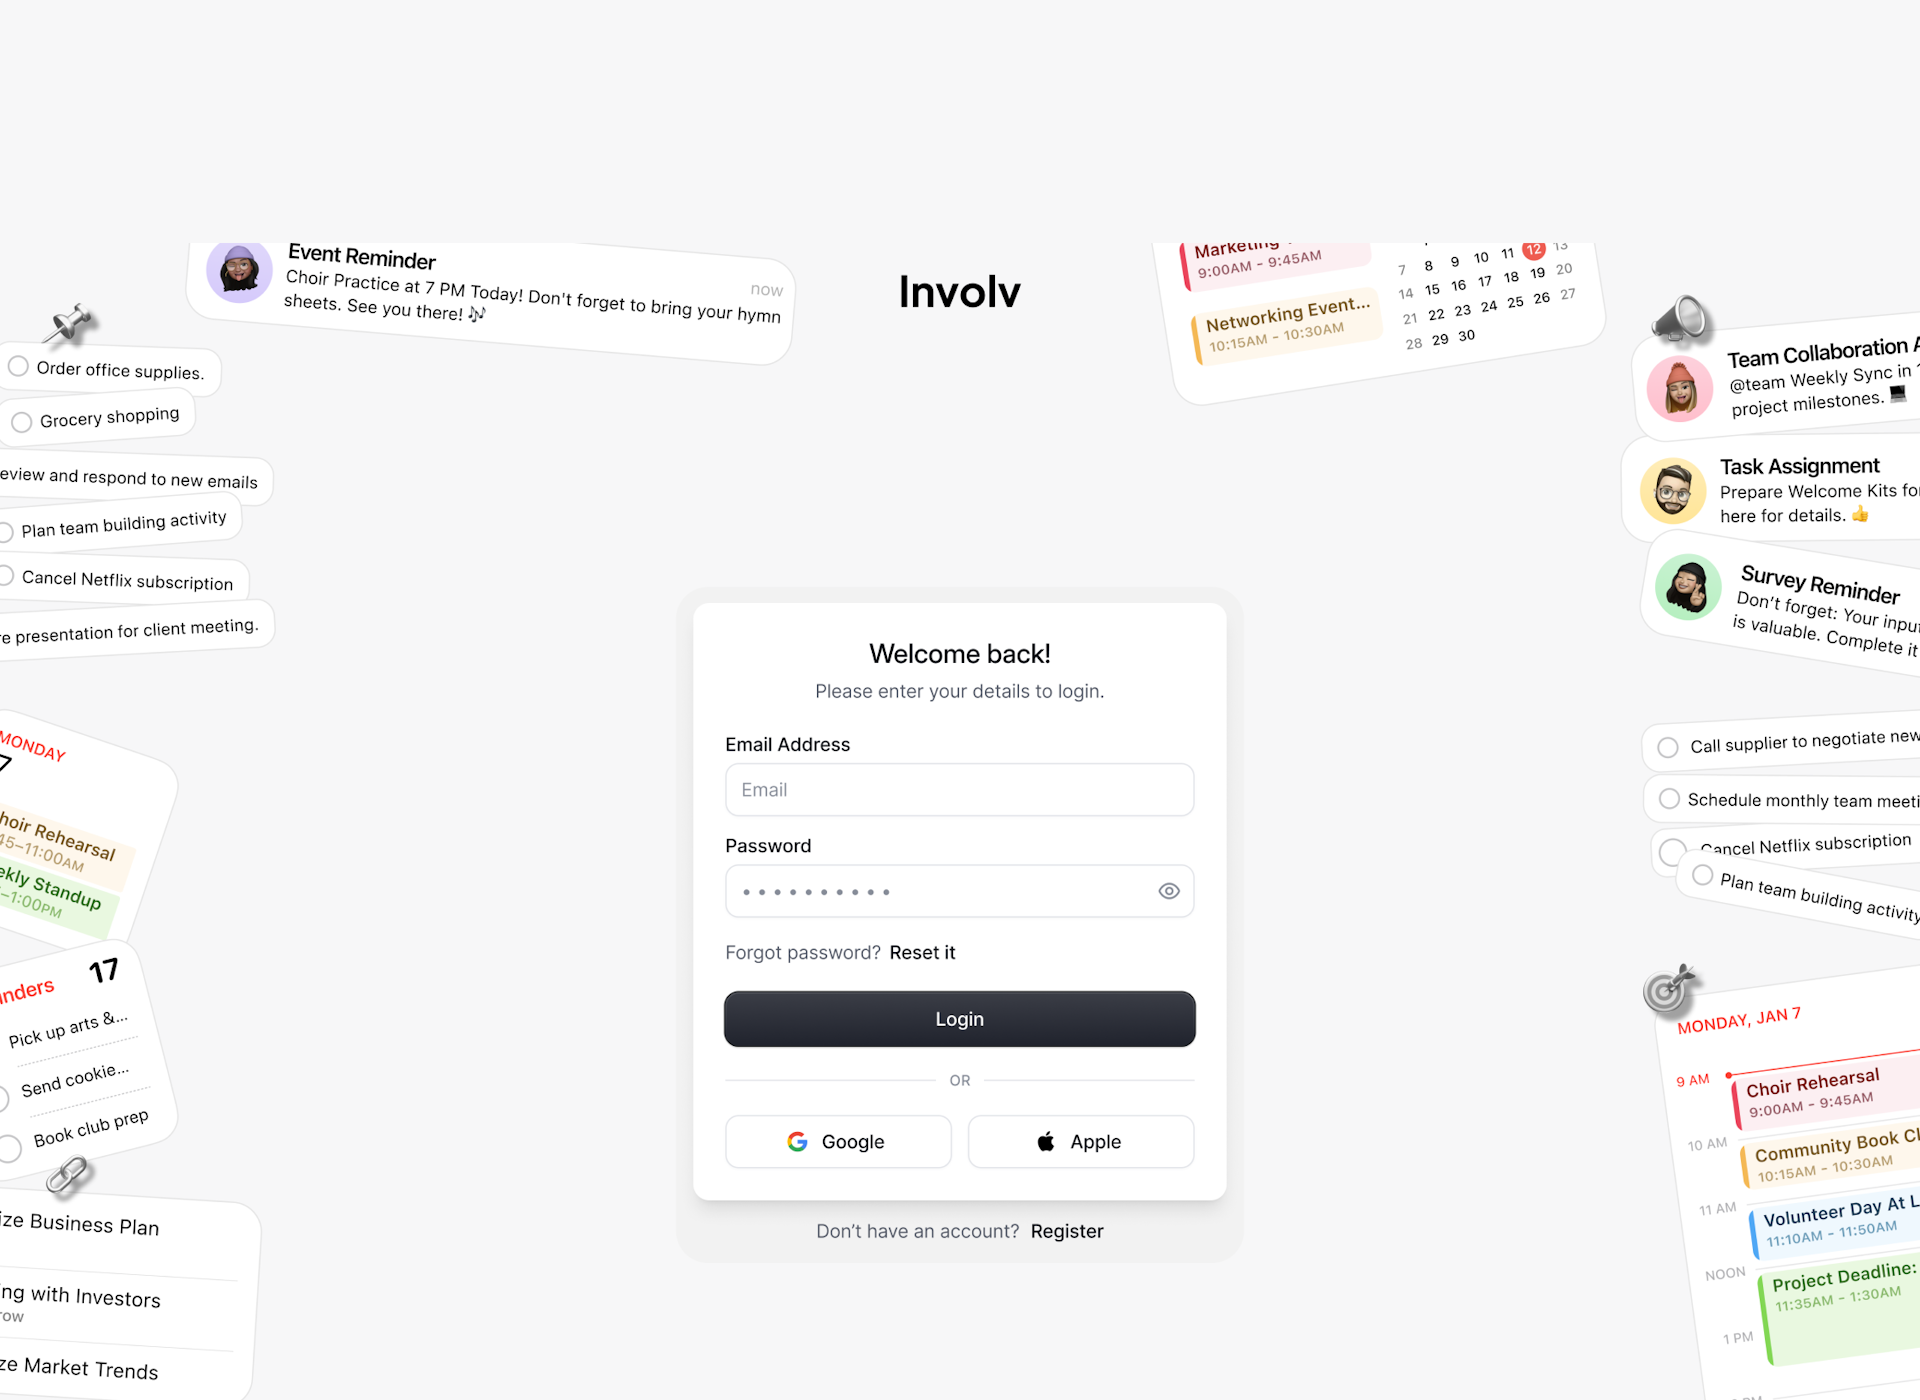 Event Reminder
now
Choir Practice at 7 PM Today! Don't forget to bring your hymn
sheets. See you there! 🎶
Involv
Marketing
9:00AM - 9:45AM
Networking Event...
10:15AM - 10:30AM
11 12 13
7 8 9 10
14 15 16 17 18 19 20
21 22 23 24 25 26 27
28 29 30
Order office supplies.
Grocery shopping
eview and respond to new emails
Plan team building activity
Cancel Netflix subscription
re presentation for client meeting.
Team Collaboration A
@team Weekly Sync in 1
project milestones. 💻
Task Assignment
Prepare Welcome Kits for
here for details. 👍
Survey Reminder
Don't forget: Your input
is valuable. Complete it
MONDAY
7
hoir Rehearsal
45–11:00AM
ekly Standup
–1:00PM
nders
17
Pick up arts &...
Send cookie...
Book club prep
ize Business Plan
ng with Investors
row
ze Market Trends
Welcome back!
Please enter your details to login.
Email Address
Email
Password
Forgot password? Reset it
Login
OR
Google
Apple
Don't have an account? Register
Call supplier to negotiate new
Schedule monthly team meeti
Cancel Netflix subscription
Plan team building activity
MONDAY, JAN 7
9 AM
Choir Rehearsal
9:00AM - 9:45AM
10 AM
Community Book Cl
10:15AM - 10:30AM
11 AM
Volunteer Day At L
11:10AM - 11:50AM
NOON
Project Deadline:
11:35AM - 1:30AM
1 PM